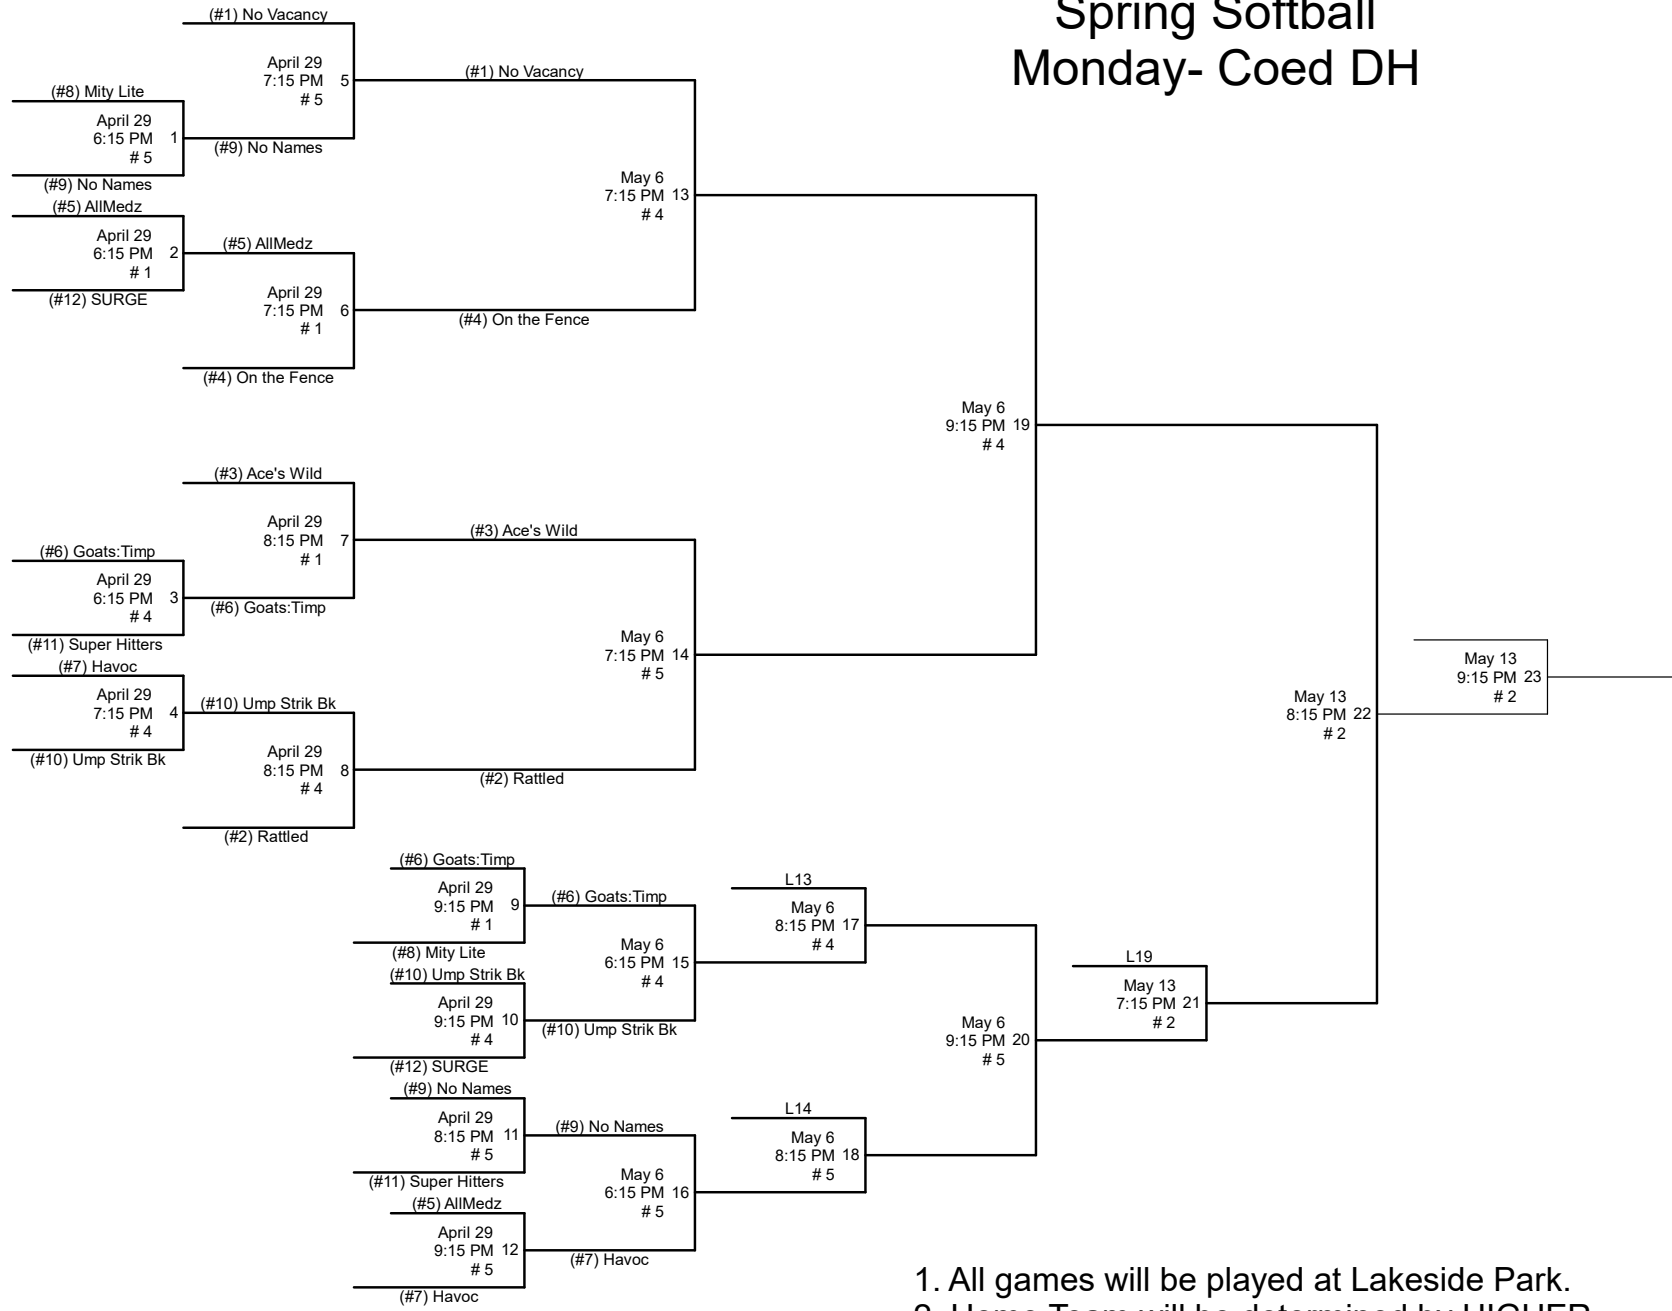 Spring Softball
Monday- Coed DH
(#1) No Vacancy
April 29
7:15 PM 5
# 5
(#1) No Vacancy
(#8) Mity Lite
April 29
6:15 PM 1
# 5
(#9) No Names
(#9) No Names
(#5) AllMedz
April 29
6:15 PM 2
# 1
(#5) AllMedz
(#12) SURGE
April 29
7:15 PM 6
# 1
(#4) On the Fence
(#4) On the Fence
May 6
7:15 PM 13
# 4
May 6
9:15 PM 19
# 4
(#3) Ace's Wild
April 29
8:15 PM 7
# 1
(#3) Ace's Wild
(#6) Goats:Timp
April 29
6:15 PM 3
# 4
(#6) Goats:Timp
(#11) Super Hitters
(#7) Havoc
April 29
7:15 PM 4
# 4
(#10) Ump Strik Bk
(#10) Ump Strik Bk
April 29
8:15 PM 8
# 4
(#2) Rattled
(#2) Rattled
May 6
7:15 PM 14
# 5
May 13
8:15 PM 22
# 2
May 13
9:15 PM 23
# 2
(#6) Goats:Timp
April 29
9:15 PM 9
# 1
(#6) Goats:Timp
(#8) Mity Lite
(#10) Ump Strik Bk
April 29
9:15 PM 10
# 4
(#10) Ump Strik Bk
(#12) SURGE
May 6
6:15 PM 15
# 4
L13
May 6
8:15 PM 17
# 4
L19
May 13
7:15 PM 21
# 2
May 6
9:15 PM 20
# 5
(#9) No Names
April 29
8:15 PM 11
# 5
(#9) No Names
(#11) Super Hitters
(#5) AllMedz
April 29
9:15 PM 12
# 5
(#7) Havoc
(#7) Havoc
May 6
6:15 PM 16
# 5
L14
May 6
8:15 PM 18
# 5
1. All games will be played at Lakeside Park.
2. Home Team will be determined by HIGHER